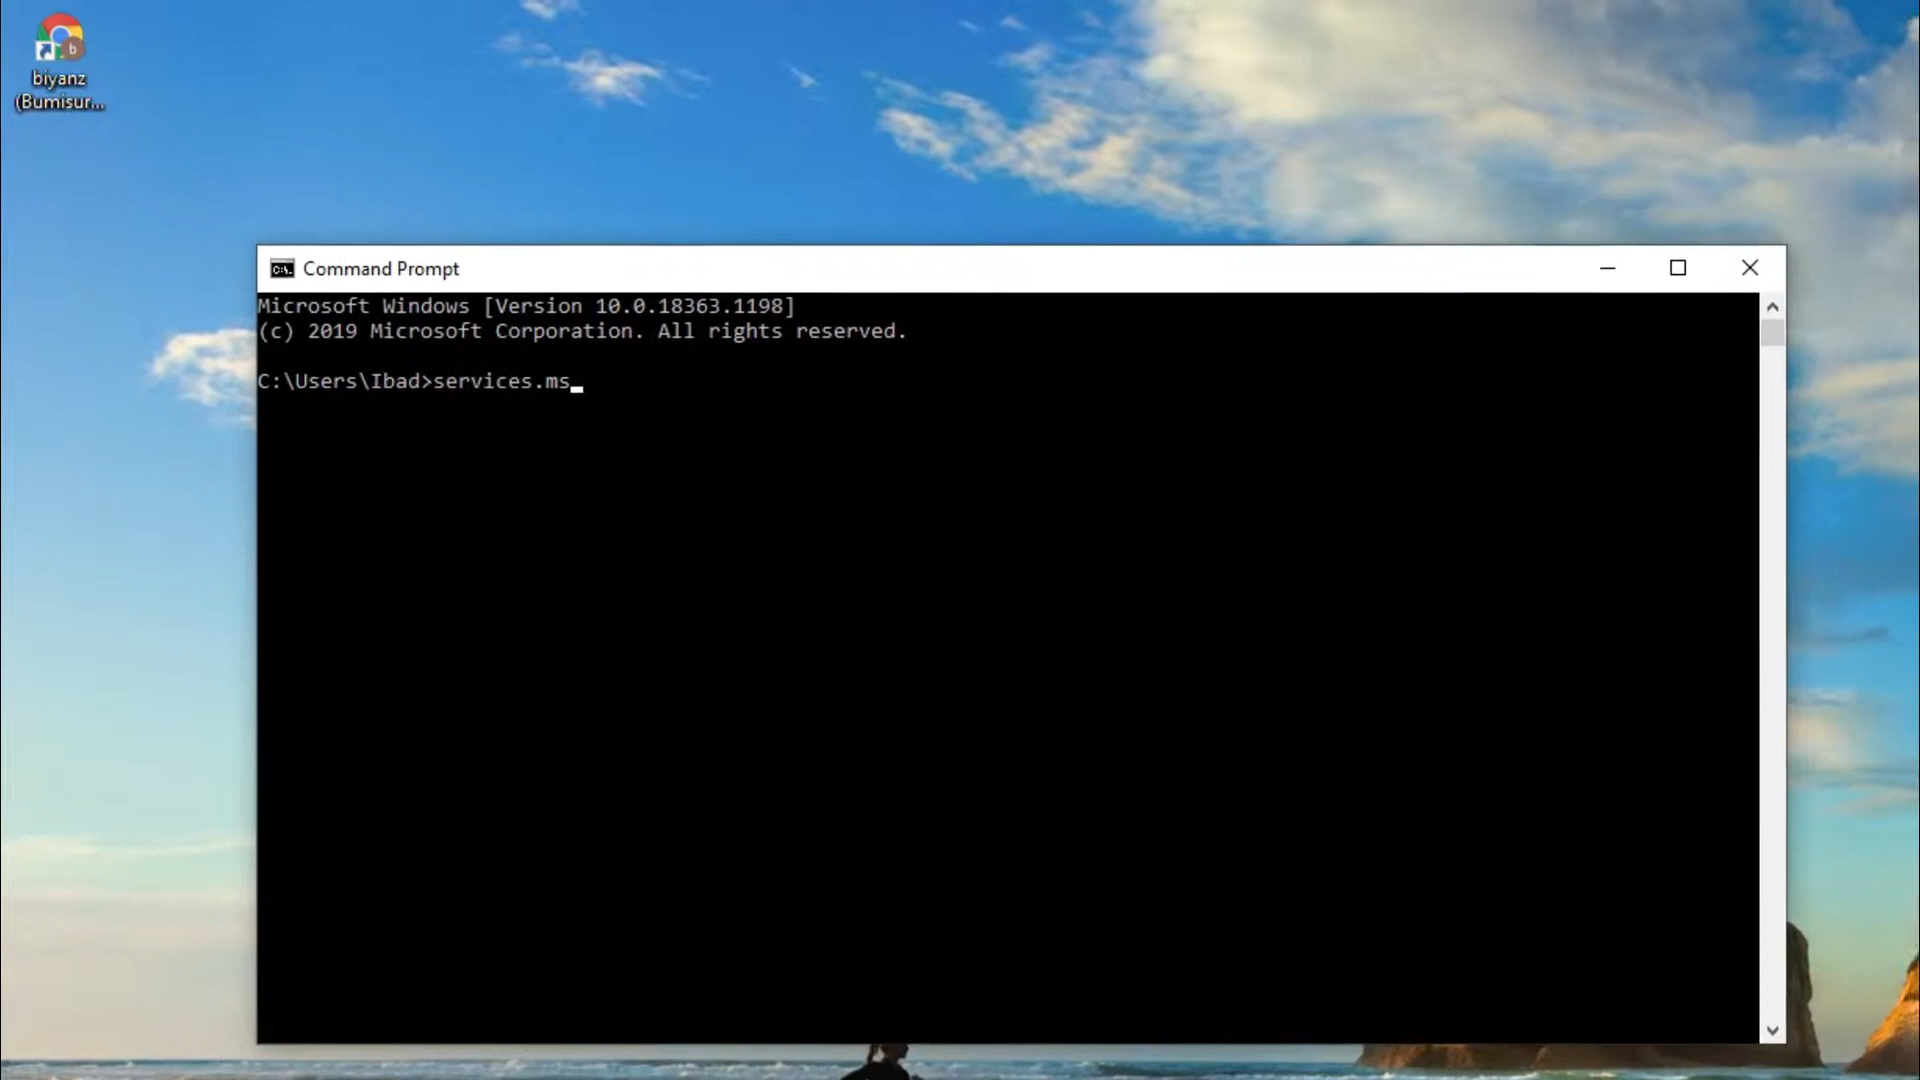 biyanz
(Bumisur...
Command Prompt
Microsoft Windows [Version 10.0.18363.1198]
(c) 2019 Microsoft Corporation. All rights reserved.
C:\Users\Ibad>services.ms